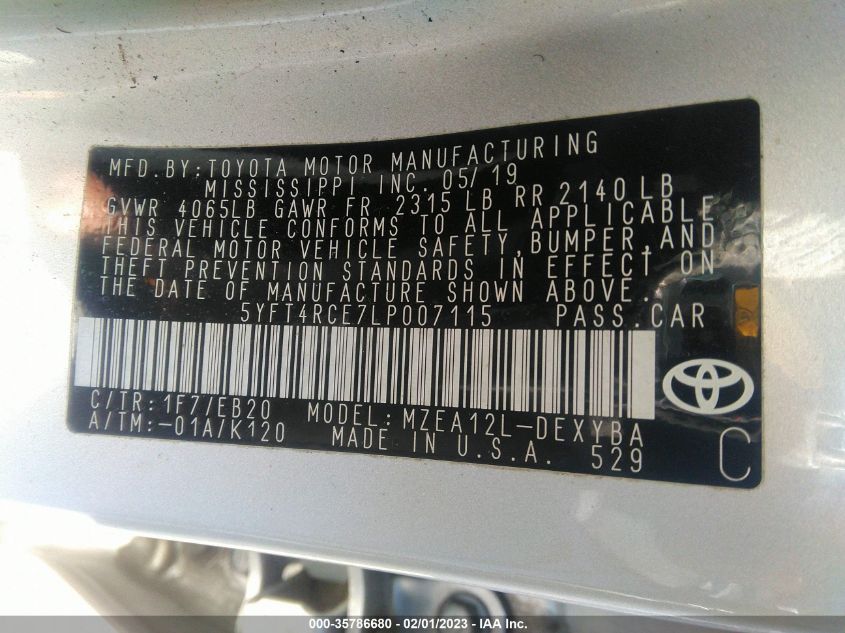 MFD. BY: TOYOTA MOTOR MANUFACTURING
MISSISSIPPI INC. 05/19
GVWR 4065LB GAWR FR 2315 LB RR 2140 LB
THIS VEHICLE CONFORMS TO ALL APPLICABLE
FEDERAL MOTOR VEHICLE SAFETY, BUMPER, AND
THEFT PREVENTION STANDARDS IN EFFECT ON
THE DATE OF MANUFACTURE SHOWN ABOVE.
5YFT4RCE7LP007115 PASS. CAR
C/TR: 1F7/EB20 MODEL: MZEA12L-DEXYBA
A/TM: -01A/K120 MADE IN U.S.A. 529
C
000-35786680 - 02/01/2023 - IAA Inc.